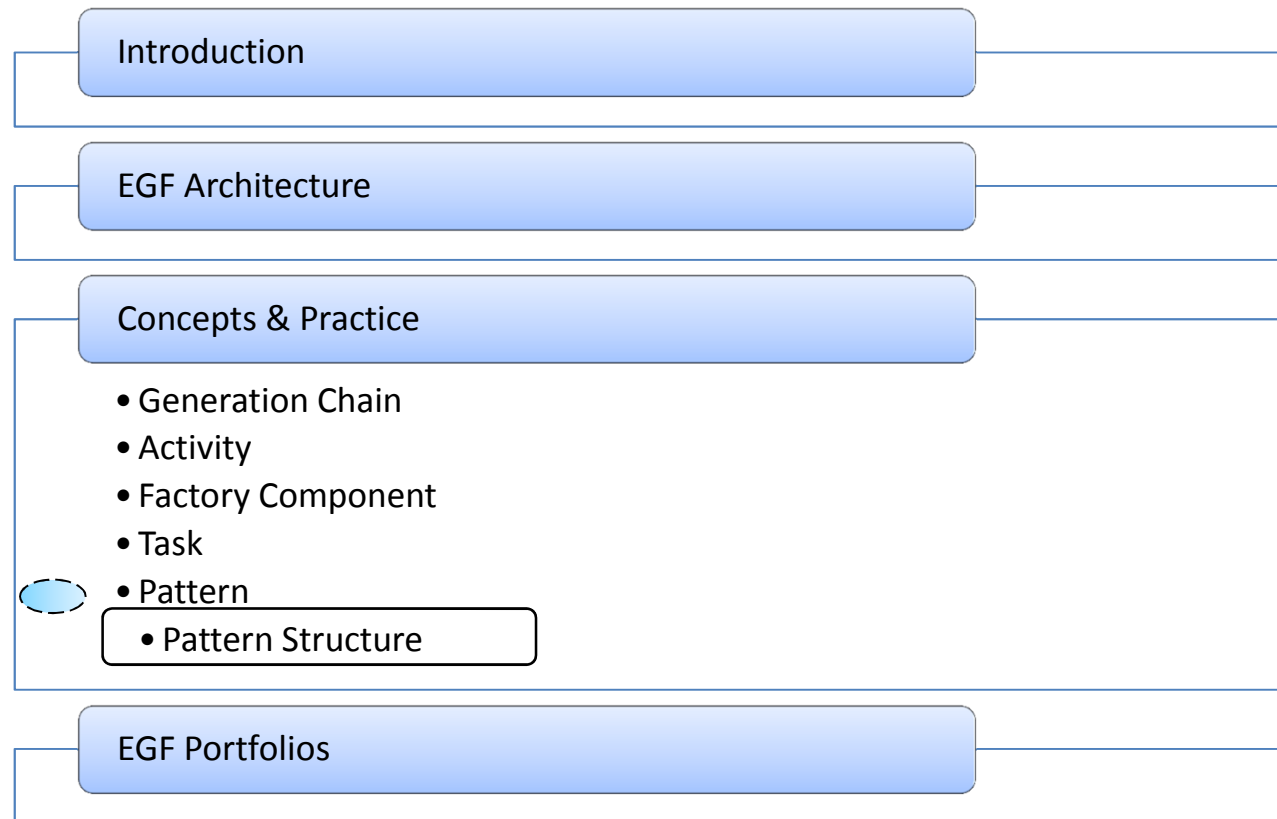 Introduction
EGF Architecture
Concepts & Practice
• Generation Chain
• Activity
• Factory Component
• Task
• Pattern
• Pattern Structure
EGF Portfolios